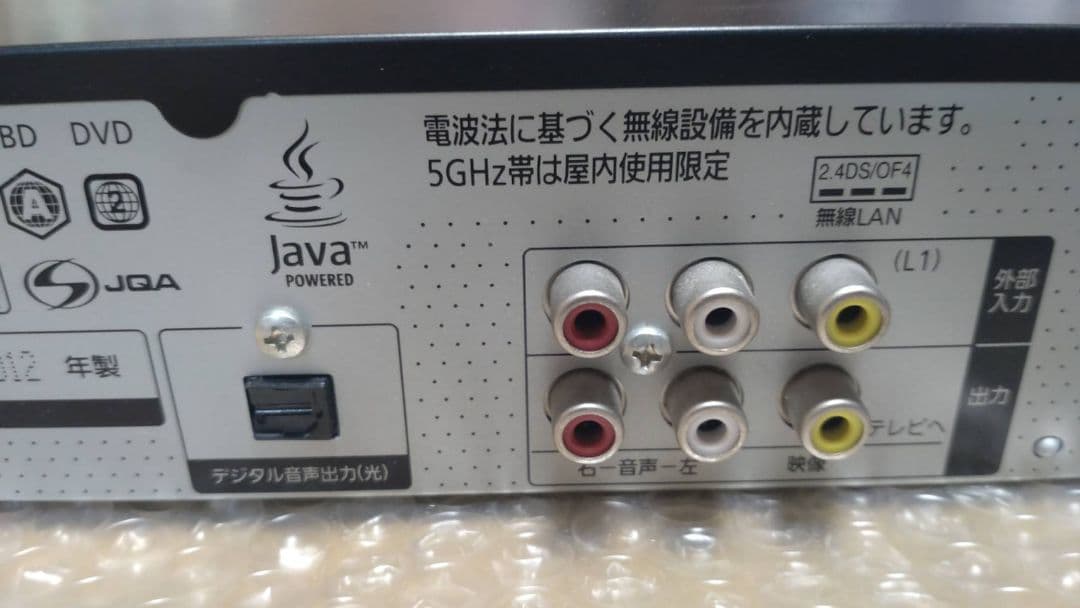 BD DVD
A 2
Java™
POWERED
JQA
電波法に基づく無線設備を内蔵しています。
5GHz帯は屋内使用限定
2.4DS/OF4
無線LAN
(L1)
外部
入力
出力
テレビへ
右－音声－左 映像
年製
デジタル音声出力(光)